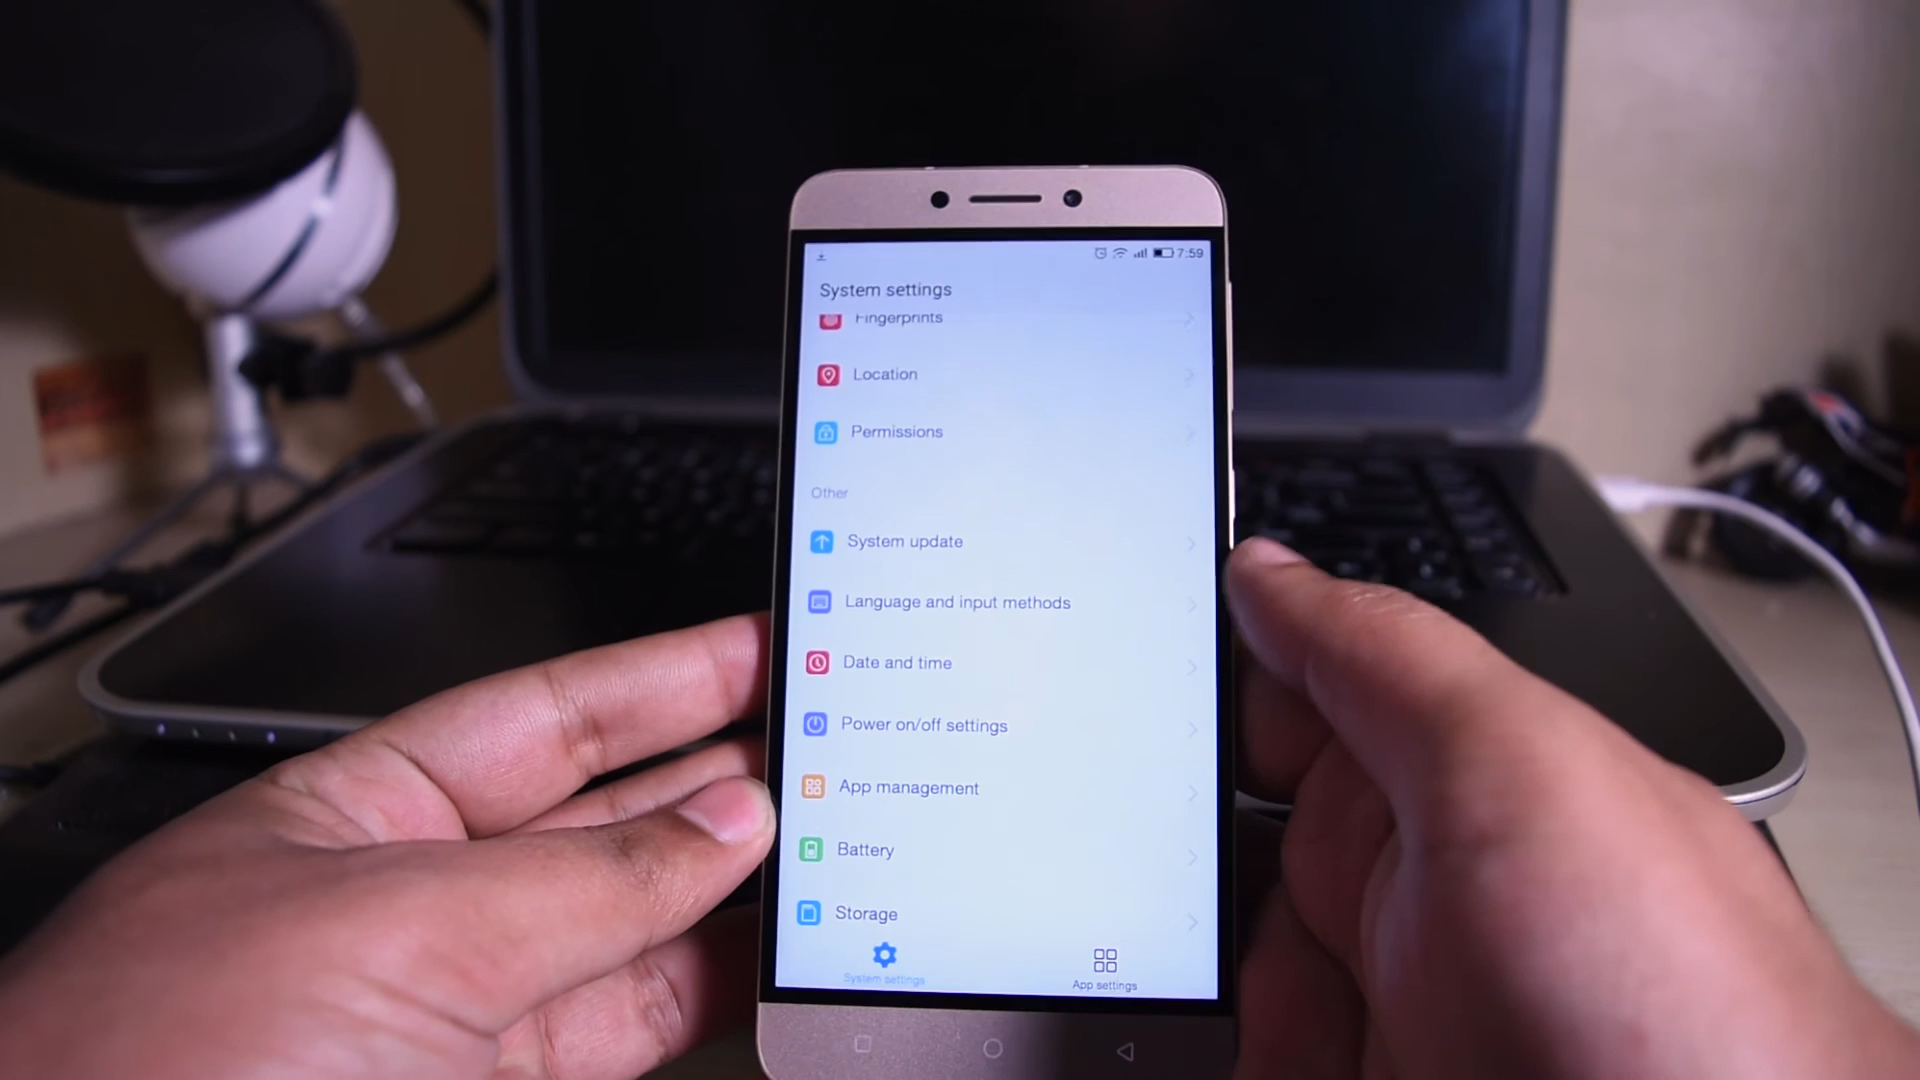 7:59
System settings
Fingerprints
Location
Permissions
Other
System update
Language and input methods
Date and time
Power on/off settings
App management
Battery
Storage
System settings
App settings